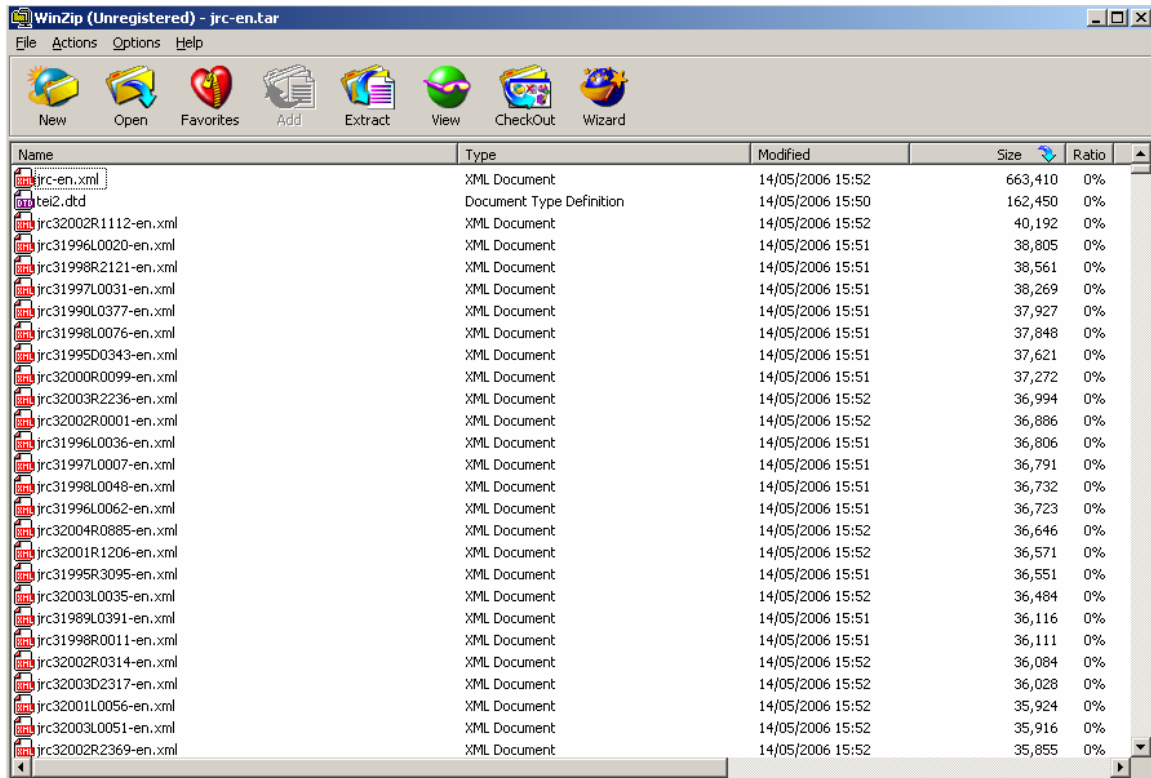 WinZip (Unregistered) - jrc-en.tar
File Actions Options Help
New Open Favorites Add Extract View CheckOut Wizard
Name Type Modified Size Ratio
jrc-en.xml XML Document 14/05/2006 15:52 663,410 0%
tei2.dtd Document Type Definition 14/05/2006 15:50 162,450 0%
jrc32002R1112-en.xml XML Document 14/05/2006 15:52 40,192 0%
jrc31996L0020-en.xml XML Document 14/05/2006 15:51 38,805 0%
jrc31998R2121-en.xml XML Document 14/05/2006 15:51 38,561 0%
jrc31997L0031-en.xml XML Document 14/05/2006 15:51 38,269 0%
jrc31990L0377-en.xml XML Document 14/05/2006 15:51 37,927 0%
jrc31998L0076-en.xml XML Document 14/05/2006 15:51 37,848 0%
jrc31995D0343-en.xml XML Document 14/05/2006 15:51 37,621 0%
jrc32000R0099-en.xml XML Document 14/05/2006 15:51 37,272 0%
jrc32003R2236-en.xml XML Document 14/05/2006 15:52 36,994 0%
jrc32002R0001-en.xml XML Document 14/05/2006 15:52 36,886 0%
jrc31996L0036-en.xml XML Document 14/05/2006 15:51 36,806 0%
jrc31997L0007-en.xml XML Document 14/05/2006 15:51 36,791 0%
jrc31998L0048-en.xml XML Document 14/05/2006 15:51 36,732 0%
jrc31996L0062-en.xml XML Document 14/05/2006 15:51 36,723 0%
jrc32004R0885-en.xml XML Document 14/05/2006 15:52 36,646 0%
jrc32001R1206-en.xml XML Document 14/05/2006 15:52 36,571 0%
jrc31995R3095-en.xml XML Document 14/05/2006 15:51 36,551 0%
jrc32003L0035-en.xml XML Document 14/05/2006 15:52 36,484 0%
jrc31989L0391-en.xml XML Document 14/05/2006 15:51 36,116 0%
jrc31998R0011-en.xml XML Document 14/05/2006 15:51 36,111 0%
jrc32002R0314-en.xml XML Document 14/05/2006 15:52 36,084 0%
jrc32003D2317-en.xml XML Document 14/05/2006 15:52 36,028 0%
jrc32001L0056-en.xml XML Document 14/05/2006 15:52 35,924 0%
jrc32003L0051-en.xml XML Document 14/05/2006 15:52 35,916 0%
jrc32002R2369-en.xml XML Document 14/05/2006 15:52 35,855 0%